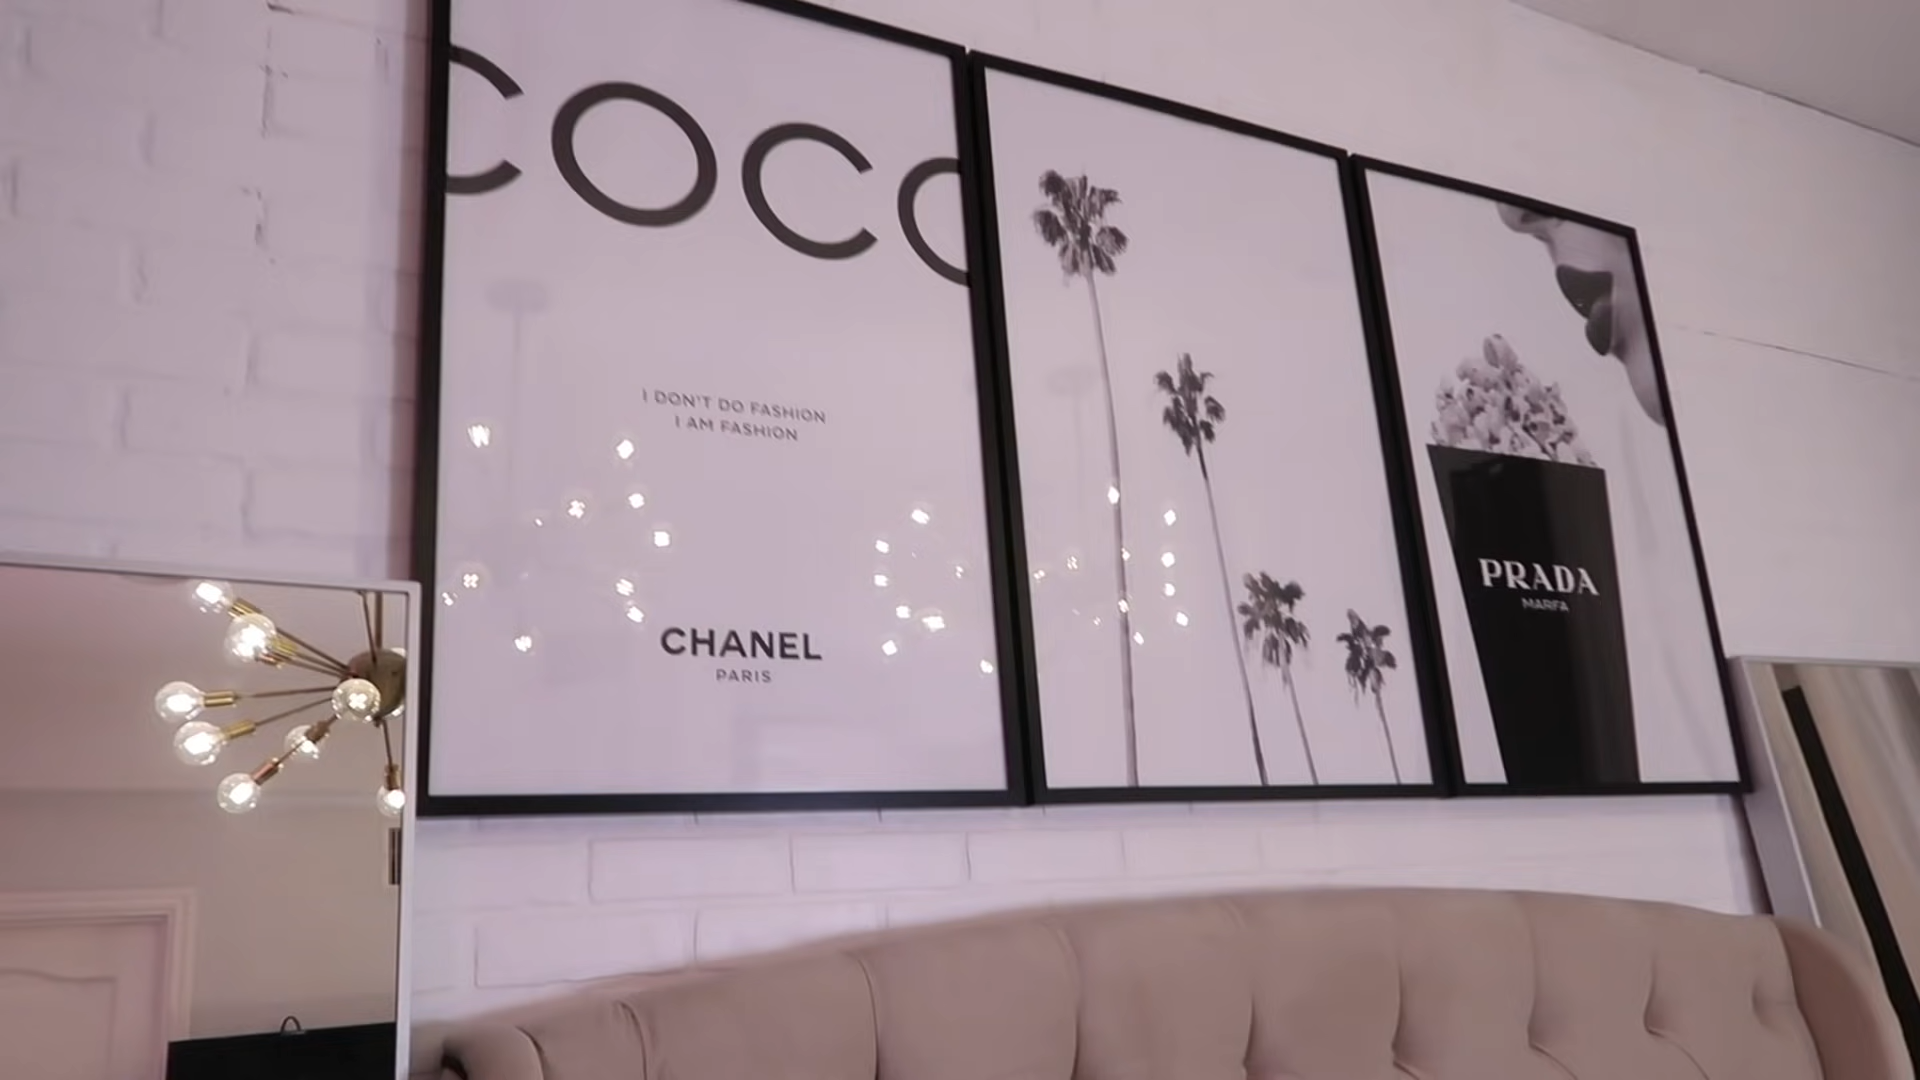 COCO
I DON'T DO FASHION
I AM FASHION
CHANEL
PARIS
PRADA
MARFA